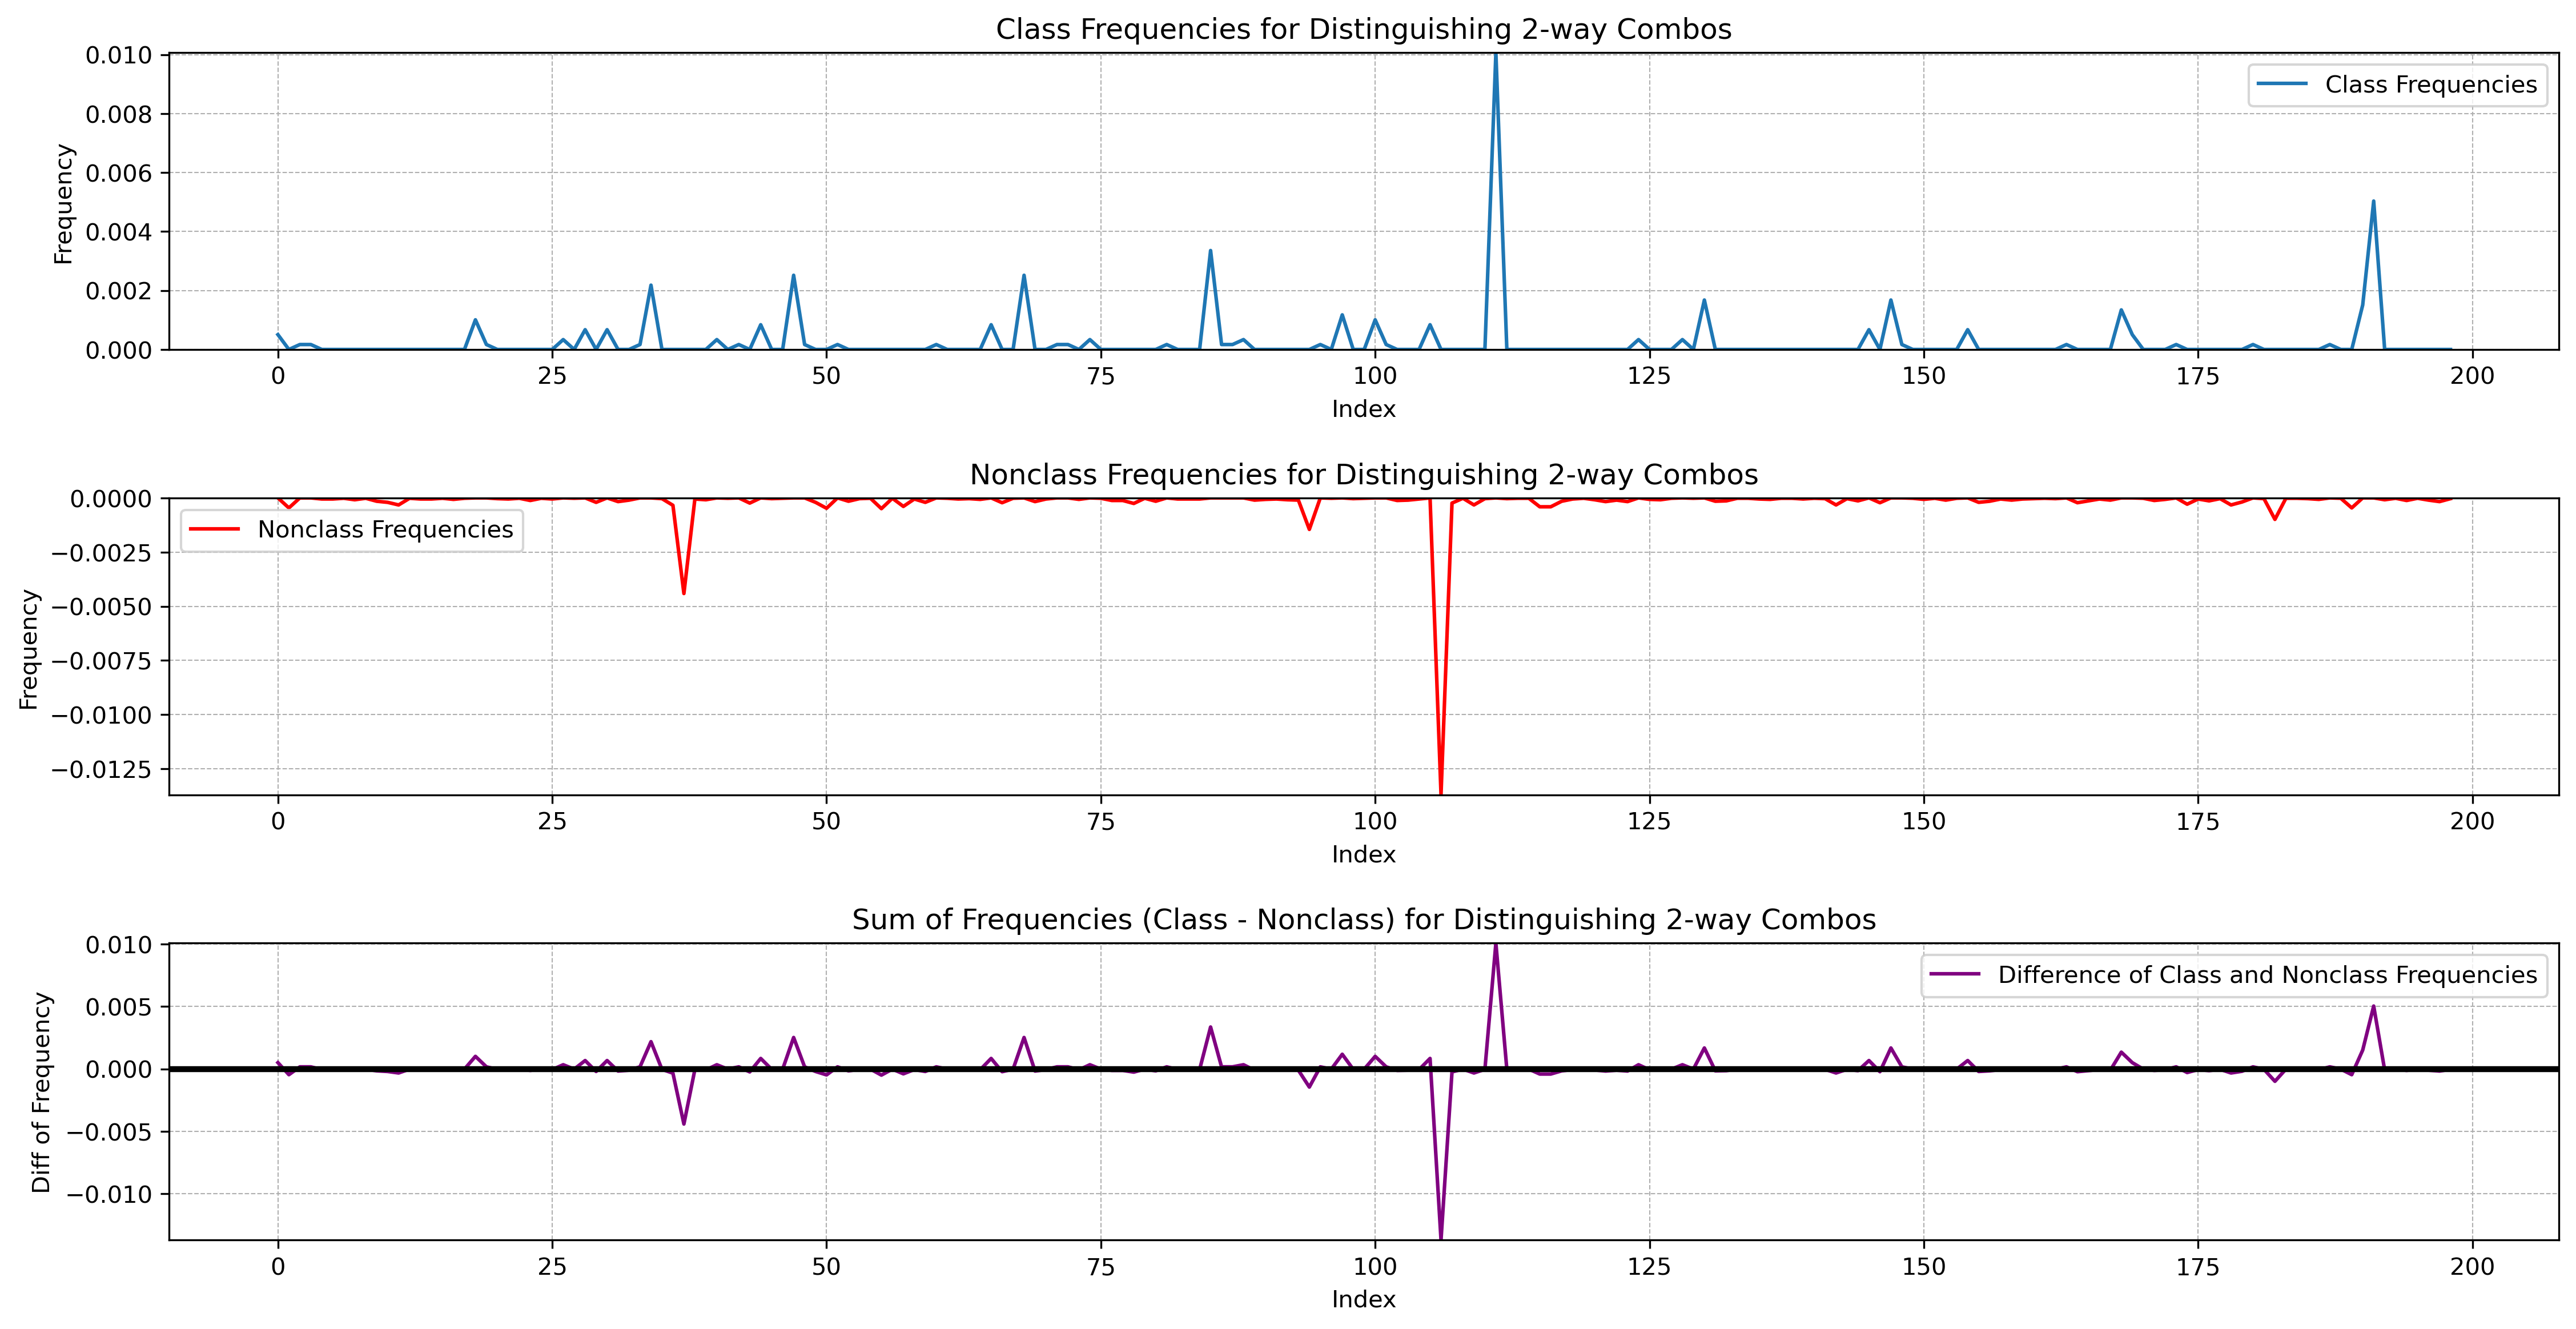 Class Frequencies for Distinguishing 2-way Combos
0.010
0.008
0.006
0.004
0.002
0.000
Frequency
Class Frequencies
0 25 50 75 100 125 150 175 200
Index
Nonclass Frequencies for Distinguishing 2-way Combos
0.0000
−0.0025
−0.0050
−0.0075
−0.0100
−0.0125
Frequency
Nonclass Frequencies
0 25 50 75 100 125 150 175 200
Index
Sum of Frequencies (Class - Nonclass) for Distinguishing 2-way Combos
0.010
0.005
0.000
−0.005
−0.010
Diff of Frequency
Difference of Class and Nonclass Frequencies
0 25 50 75 100 125 150 175 200
Index